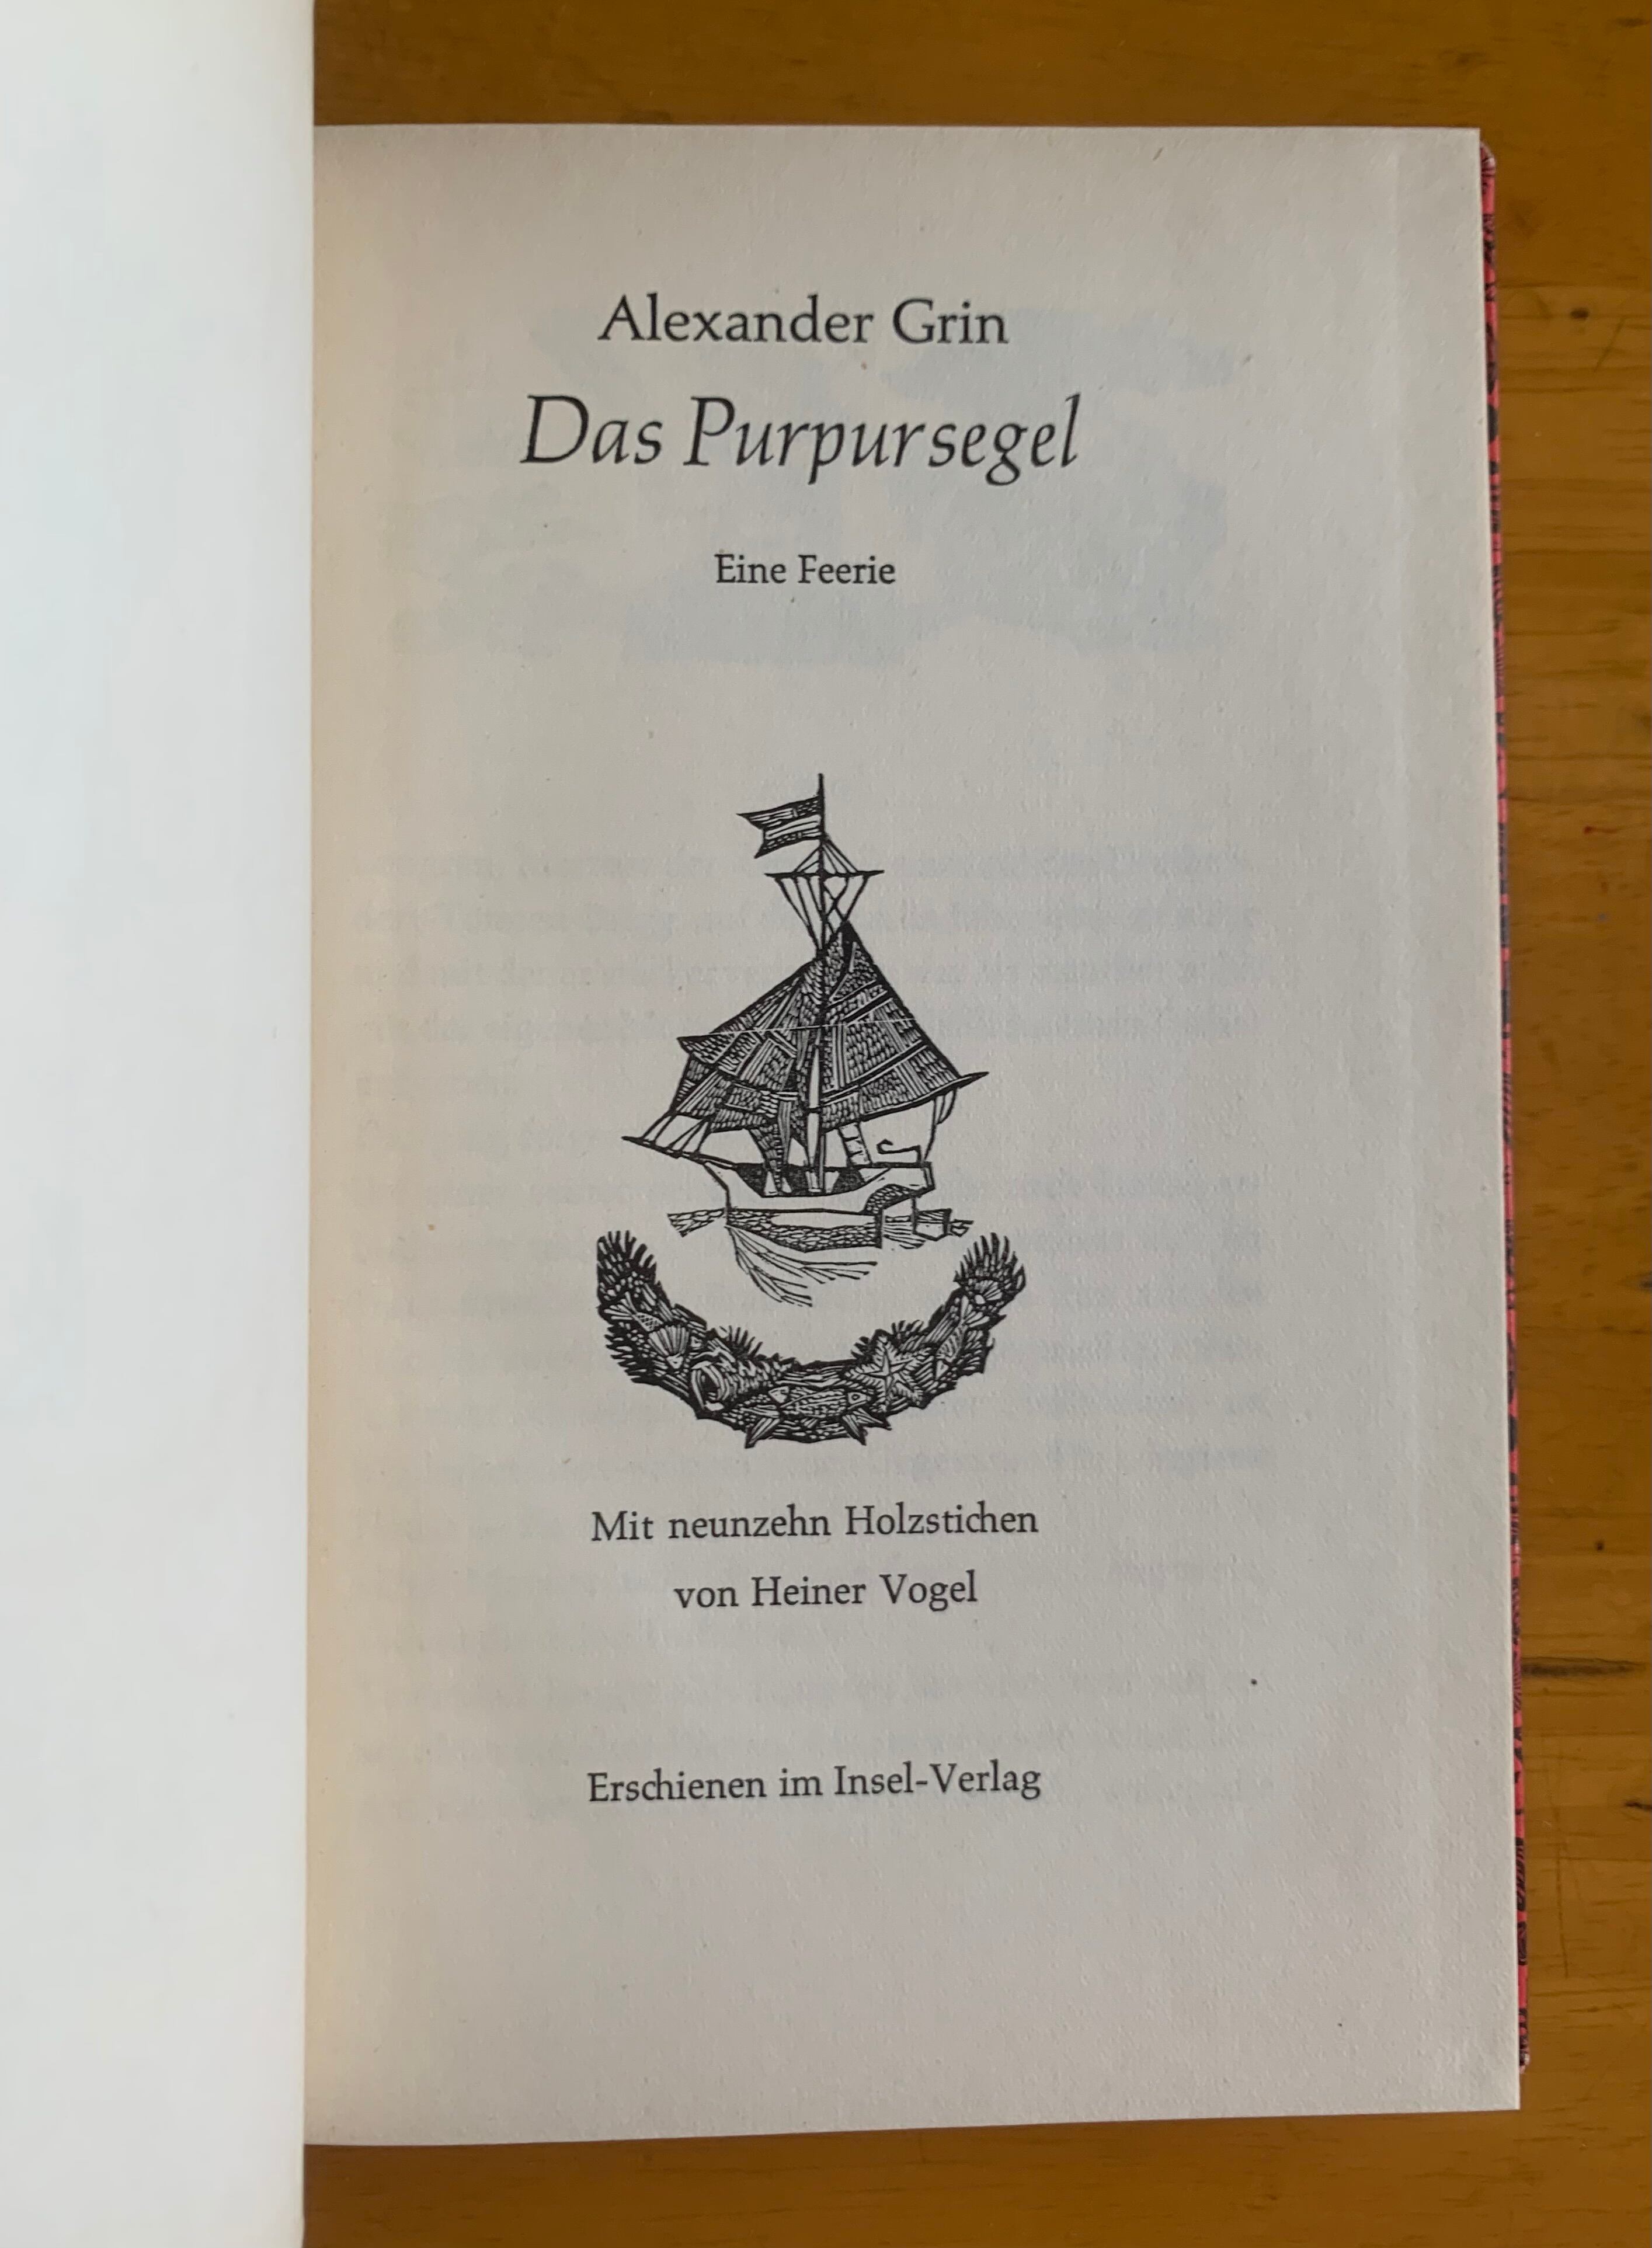 Alexander Grin
Das Purpursegel
Eine Feerie
Mit neunzehn Holzstichen
von Heiner Vogel
Erschienen im Insel-Verlag